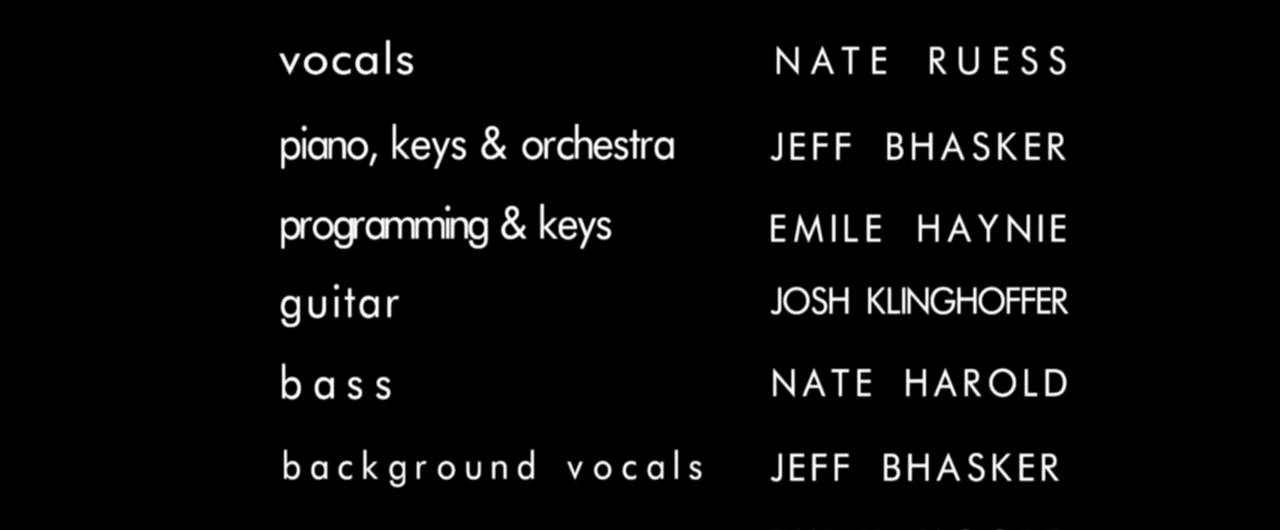 vocals NATE RUESS
piano, keys & orchestra JEFF BHASKER
programming & keys EMILE HAYNIE
guitar JOSH KLINGHOFFER
bass NATE HAROLD
background vocals JEFF BHASKER